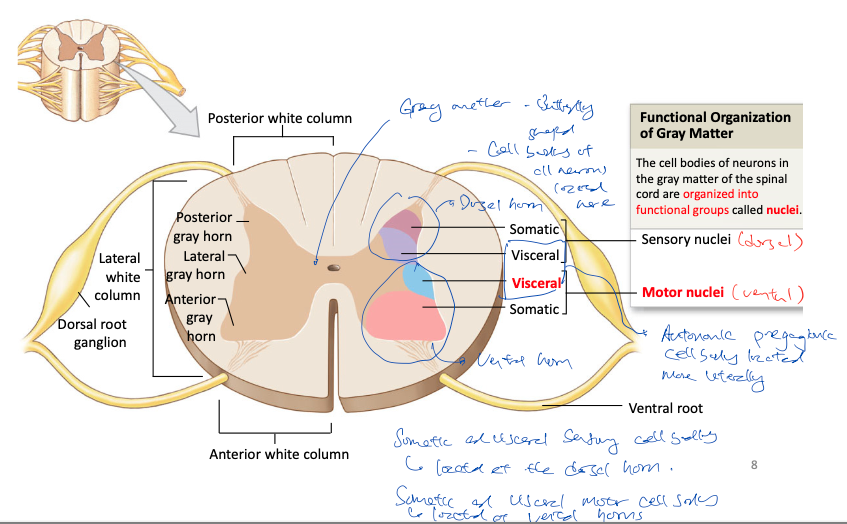 Posterior white column
Gray matter - Butterfly
shaped
- Cell bodies of
all neurons
located
here
Functional Organization
of Gray Matter
The cell bodies of neurons in
the gray matter of the spinal
cord are organized into
functional groups called nuclei.
Dorsal horn
Posterior
gray horn
Somatic
Sensory nuclei (dorsal)
Visceral
Lateral
gray horn
Lateral
white
column
Visceral
Motor nuclei (ventral)
Anterior
gray
horn
Somatic
Dorsal root
ganglion
Autonomic preganglionic
cell body located
more laterally
Ventral horn
Ventral root
Anterior white column
Somatic and visceral sensory cell bodies
located at the dorsal horn.
Somatic and visceral motor cell bodies
located at ventral horns
8